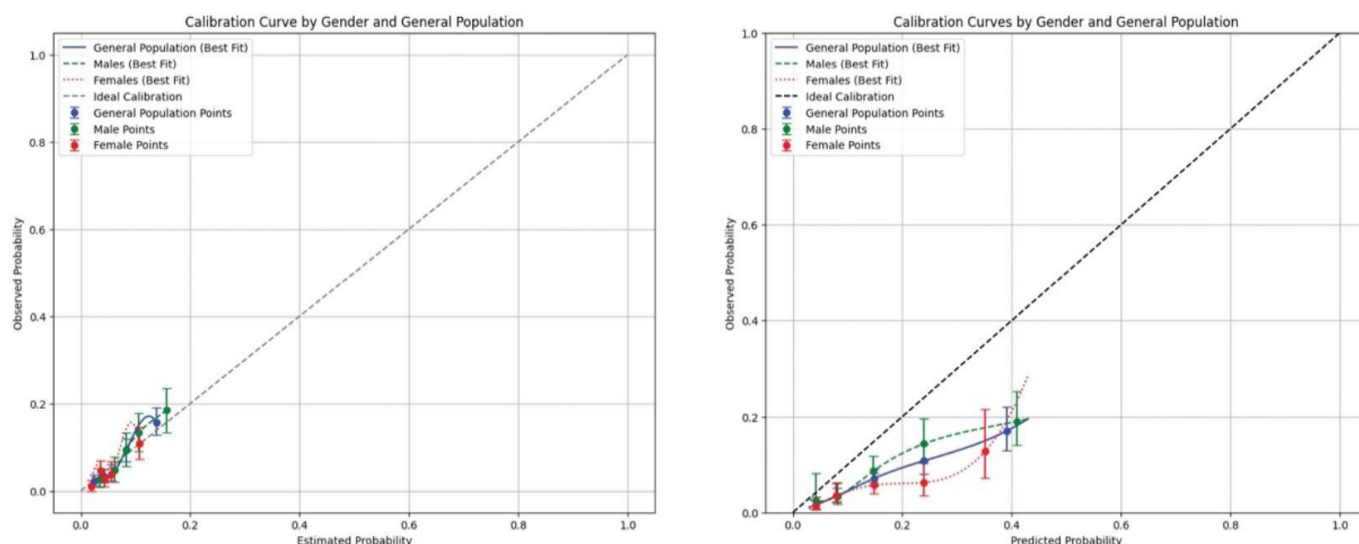 Calibration Curve by Gender and General Population
1.0
0.8
0.6
0.4
0.2
0.0
Observed Probability
General Population (Best Fit)
Males (Best Fit)
Females (Best Fit)
Ideal Calibration
General Population Points
Male Points
Female Points
0.0 0.2 0.4 0.6 0.8 1.0
Estimated Probability
Calibration Curves by Gender and General Population
1.0
0.8
0.6
0.4
0.2
0.0
Observed Probability
General Population (Best Fit)
Males (Best Fit)
Females (Best Fit)
Ideal Calibration
General Population Points
Male Points
Female Points
0.0 0.2 0.4 0.6 0.8 1.0
Predicted Probability